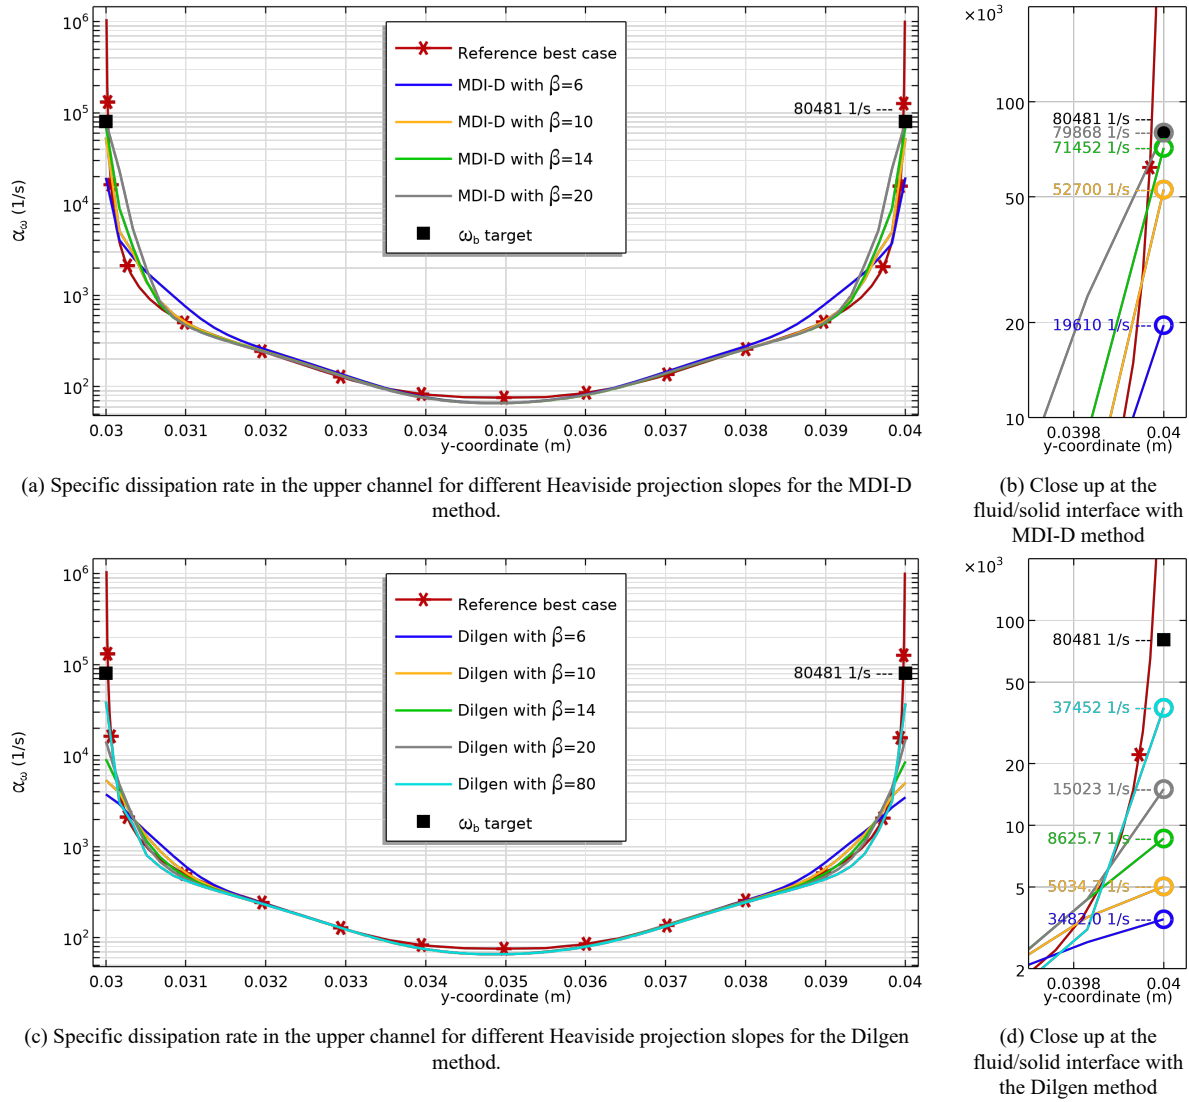 10⁶
10⁵
10⁴
10³
10²
α_ω (1/s)
Reference best case
MDI-D with β=6
MDI-D with β=10
MDI-D with β=14
MDI-D with β=20
ω_b target
80481 1/s
0.03 0.031 0.032 0.033 0.034 0.035 0.036 0.037 0.038 0.039 0.04
y-coordinate (m)
×10³
100
50
20
10
80481 1/s
79868 1/s
71452 1/s
52700 1/s
19610 1/s
0.0398 0.04
y-coordinate (m)
(a) Specific dissipation rate in the upper channel for different Heaviside projection slopes for the MDI-D
method.
(b) Close up at the
fluid/solid interface with
MDI-D method
10⁶
10⁵
10⁴
10³
10²
α_ω (1/s)
Reference best case
Dilgen with β=6
Dilgen with β=10
Dilgen with β=14
Dilgen with β=20
Dilgen with β=80
ω_b target
80481 1/s
0.03 0.031 0.032 0.033 0.034 0.035 0.036 0.037 0.038 0.039 0.04
y-coordinate (m)
×10³
100
50
20
10
5
2
80481 1/s
37452 1/s
15023 1/s
8625.7 1/s
5034.7 1/s
3482.0 1/s
0.0398 0.04
y-coordinate (m)
(c) Specific dissipation rate in the upper channel for different Heaviside projection slopes for the Dilgen
method.
(d) Close up at the
fluid/solid interface with
the Dilgen method